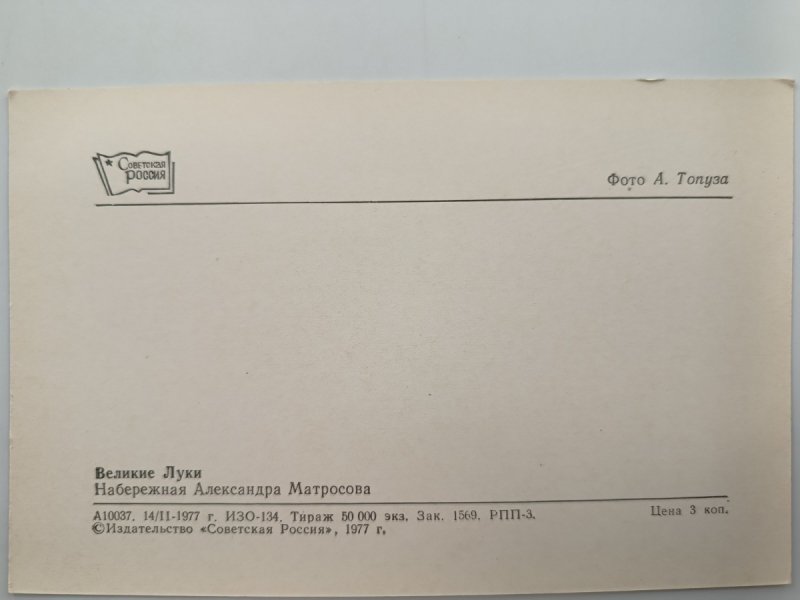 Советская
Россия
Фото А. Топуза
Великие Луки
Набережная Александра Матросова
А10037. 14/II-1977 г. ИЗО-134. Тираж 50 000 экз. Зак. 1569. РПП-3.
Цена 3 коп.
©Издательство «Советская Россия», 1977 г.